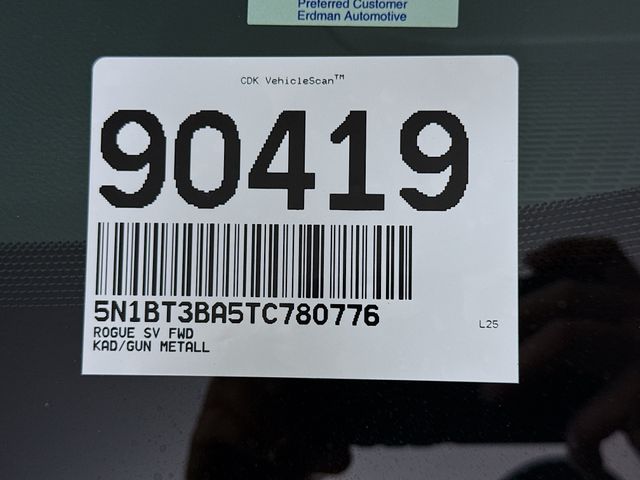 Preferred Customer
Erdman Automotive
CDK VehicleScan™
90419
5N1BT3BA5TC780776
ROGUE SV FWD
KAD/GUN METALL
L25